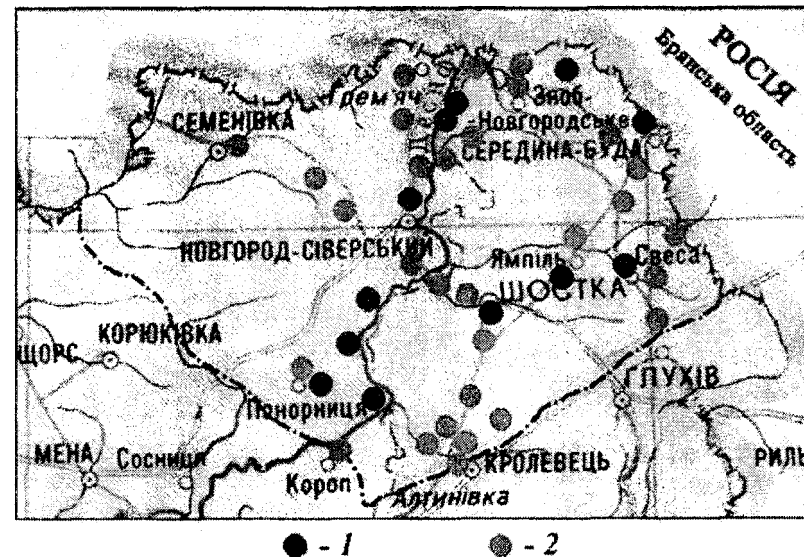 РОСІЯ
Брянська область
Грем'яч
Зноб-
-Новгородське
СЕМЕНІВКА
Десна
СЕРЕДИНА-БУДА
НОВГОРОД-СІВЕРСЬКИЙ
Ямпіль
Свеса
ШОСТКА
КОРЮКІВКА
ЩОРС
ГЛУХІВ
Понорниця
МЕНА
Сосниця
КРОЛЕВЕЦЬ
РИЛЬ
Короп
Алтинівка
- 1
- 2